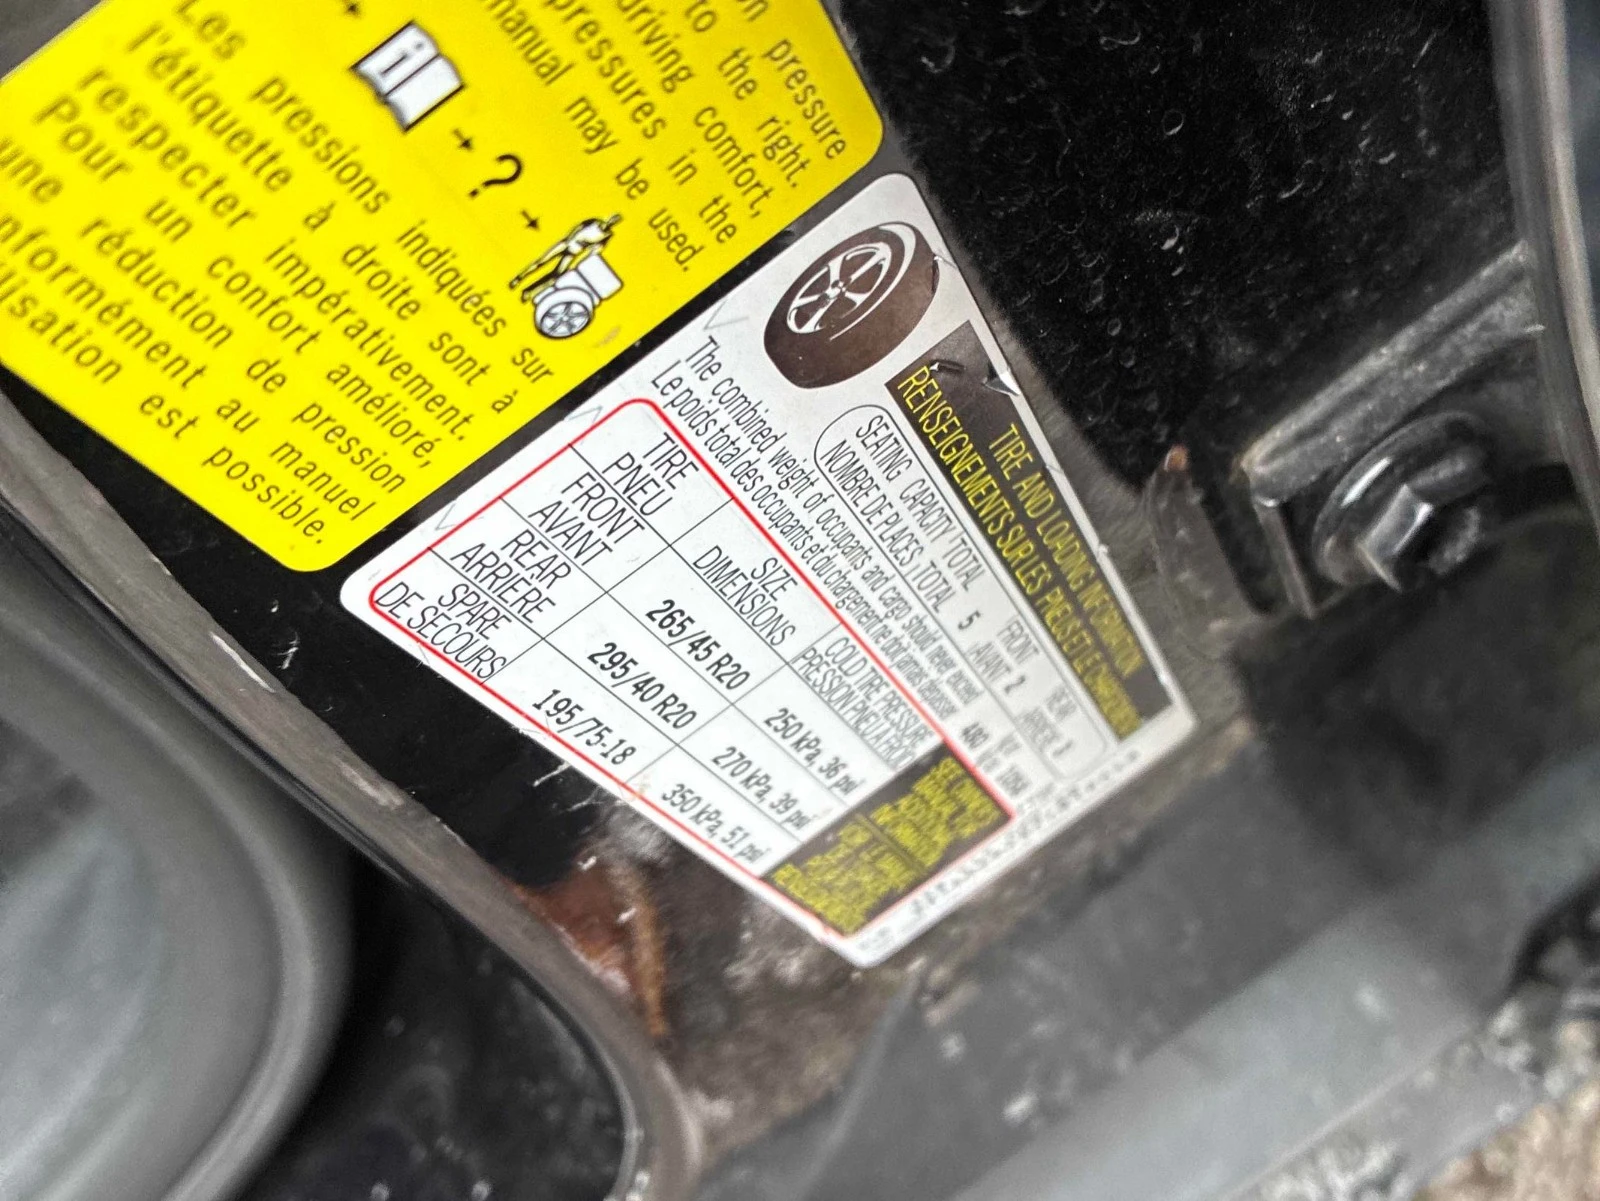 on pressure
to the right.
driving comfort,
pressures in the
manual may be used.
i
?
Les pressions indiquées sur
l'étiquette à droite sont à
respecter impérativement.
Pour un confort amélioré,
une réduction de pression
au manuel
est possible.
TIRE AND LOADING INFORMATION
RENSEIGNEMENTS SUR LES PNEUS ET LE CHARGEMENT
SEATING CAPACITY TOTAL 5 FRONT 2 REAR 3
NOMBRE DE PLACES, TOTAL AVANT
The combined weight of occupants and cargo should never exceed 480
Le poids total des occupants et du chargement ne doit jamais dépasser
TIRE SIZE COLD TIRE PRESSURE
PNEU DIMENSIONS PRESSION PNEU FROID
FRONT 265/45 R20 250 kPa, 36 psi
AVANT
REAR 295/40 R20 270 kPa, 39 psi
ARRIÈRE
SPARE 195/75-18 350 kPa, 51 psi
DE SECOURS